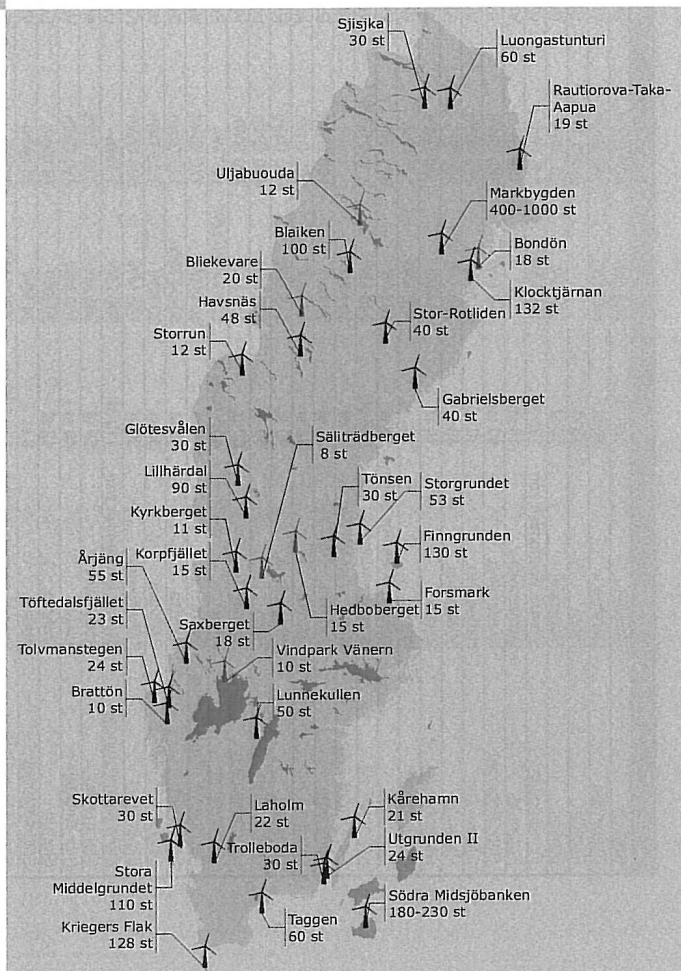 Sjisjka
30 st
Luongastunturi
60 st
Rautiorova-Taka-
Aapua
19 st
Uljabuouda
12 st
Markbygden
400-1000 st
Blaiken
100 st
Bondön
18 st
Bliekevare
20 st
Klocktjärnan
132 st
Havsnäs
48 st
Stor-Rotliden
40 st
Storrun
12 st
Gabrielsberget
40 st
Glötesvålen
30 st
Säliträdberget
8 st
Lillhärdal
90 st
Tönsen
30 st
Storgrundet
53 st
Kyrkberget
11 st
Finngrunden
130 st
Årjäng
55 st
Korpfjället
15 st
Töftedalsfjället
23 st
Forsmark
15 st
Hedboberget
15 st
Saxberget
18 st
Tolvmanstegen
24 st
Vindpark Vänern
10 st
Brattön
10 st
Lunnekullen
50 st
Skottarevet
30 st
Laholm
22 st
Kårehamn
21 st
Trolleboda
30 st
Utgrunden II
24 st
Stora
Middelgrundet
110 st
Södra Midsjöbanken
180-230 st
Taggen
60 st
Kriegers Flak
128 st